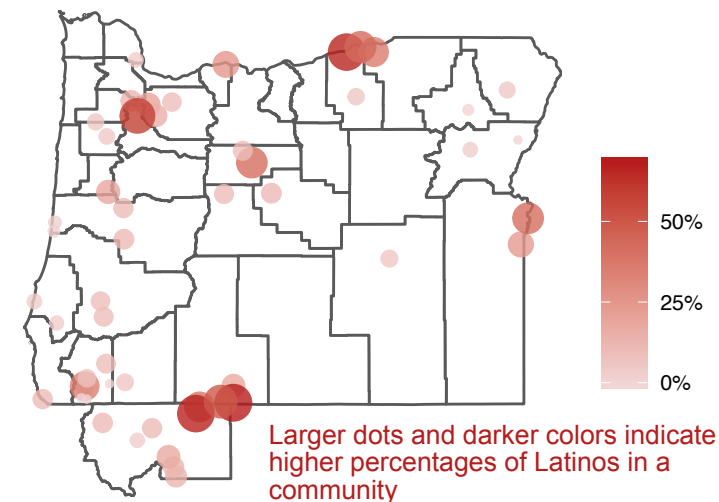 50%
25%
0%
Larger dots and darker colors indicate
higher percentages of Latinos in a
community